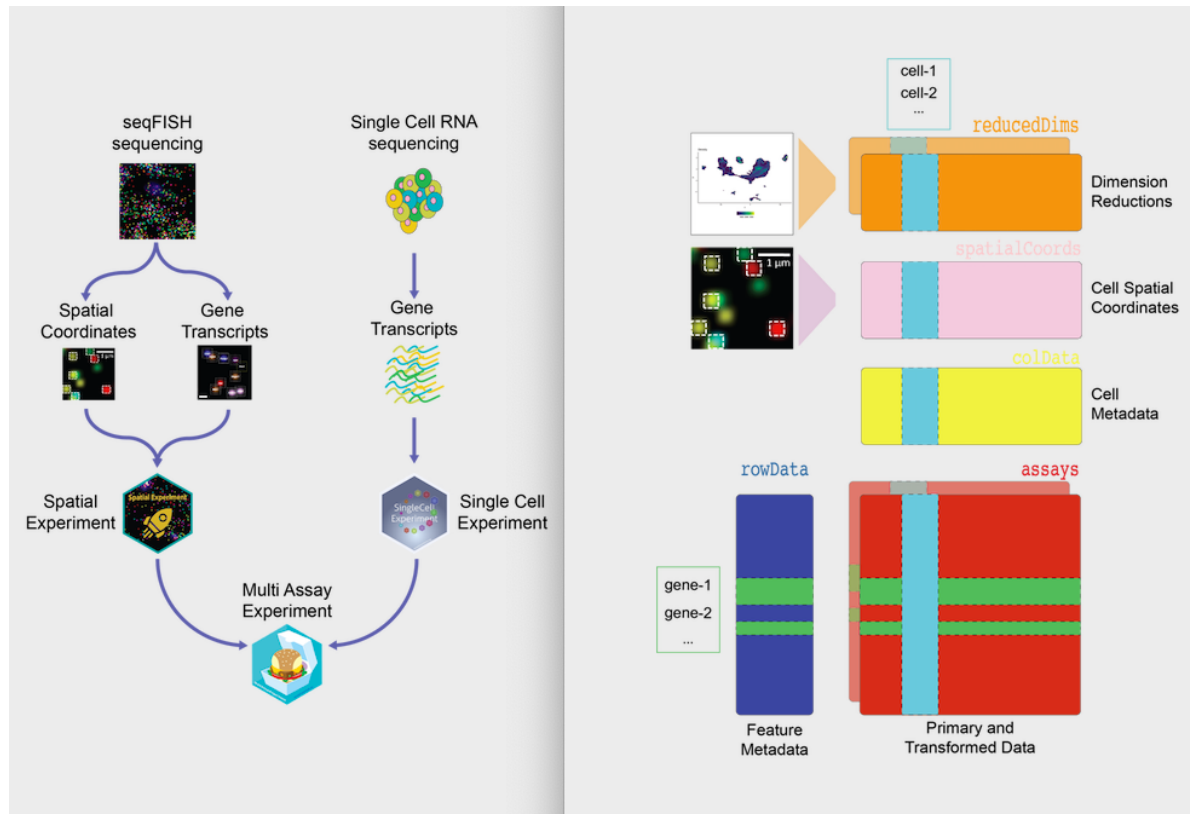 seqFISH
sequencing
Single Cell RNA
sequencing
Spatial
Coordinates
Gene
Transcripts
Gene
Transcripts
1 µm
Spatial
Experiment
Spatial Experiment
SingleCell
Experiment
Single Cell
Experiment
Multi Assay
Experiment
cell-1
cell-2
...
reducedDims
Dimension
Reductions
spatialCoords
1 µm
Cell Spatial
Coordinates
colData
Cell
Metadata
rowData
assays
gene-1
gene-2
...
Feature
Metadata
Primary and
Transformed Data